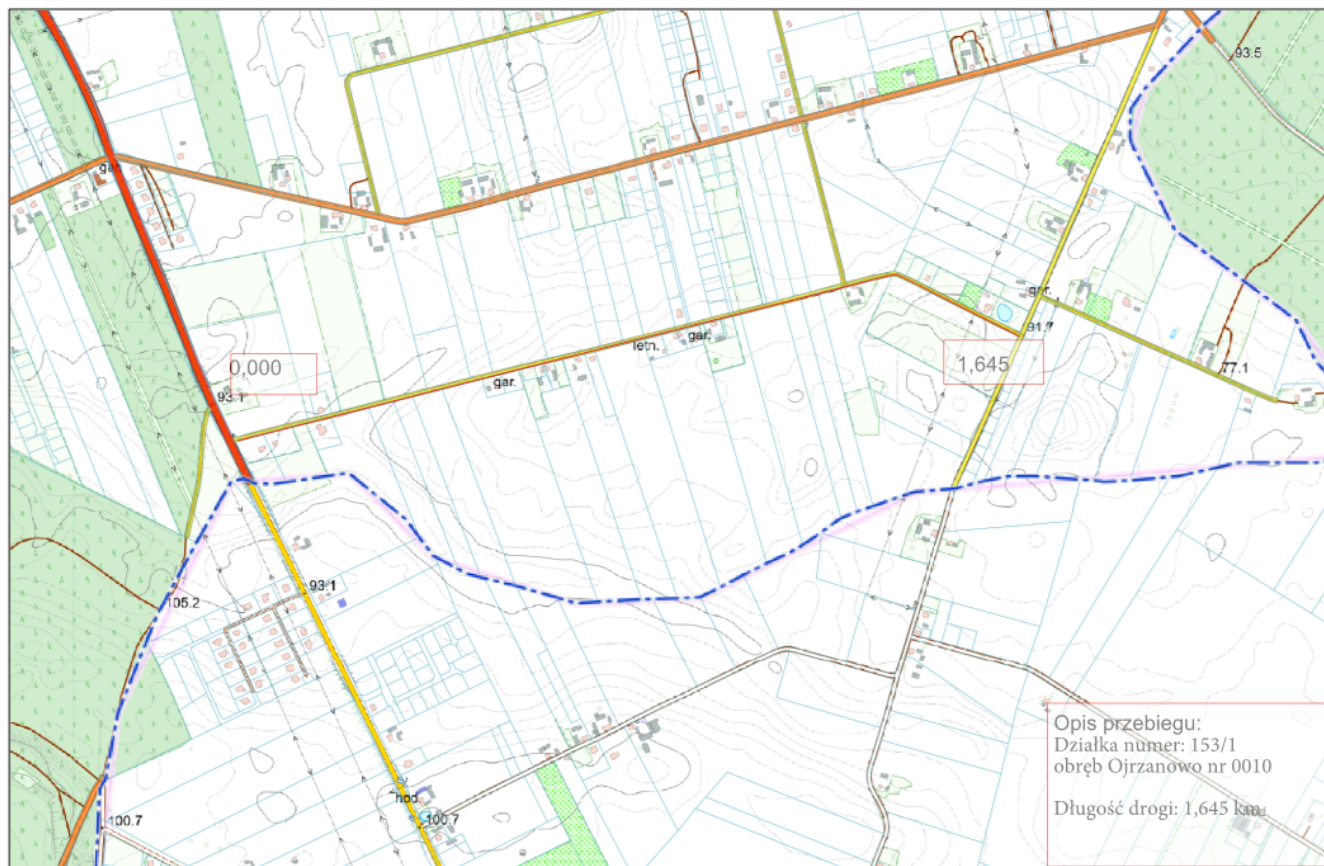 93.5
gar.
gar.
91.7
0,000
letn.
gar.
1,645
77.1
gar.
93.1
93.1
105.2
Opis przebiegu:
Działka numer: 153/1
obręb Ojrzanowo nr 0010
Długość drogi: 1,645 km
hod.
100.7
100.7